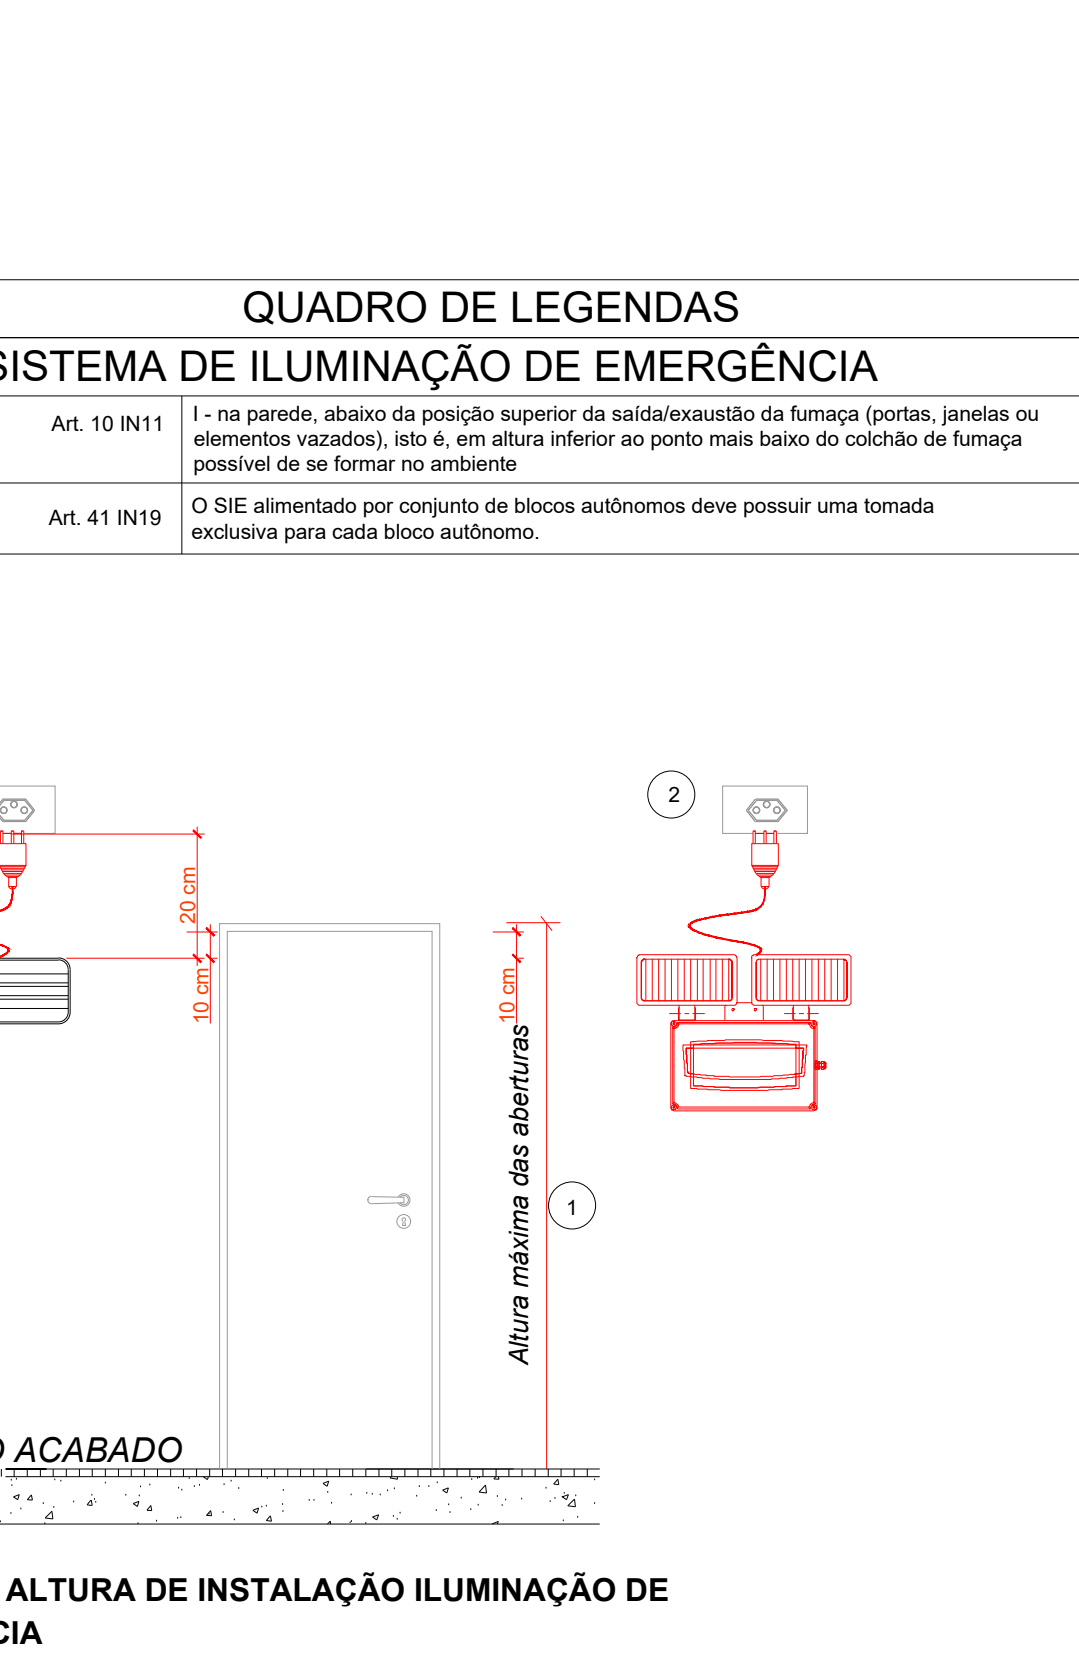 QUADRO DE LEGENDAS
SISTEMA DE ILUMINAÇÃO DE EMERGÊNCIA
Art. 10 IN11
I - na parede, abaixo da posição superior da saída/exaustão da fumaça (portas, janelas ou
elementos vazados), isto é, em altura inferior ao ponto mais baixo do colchão de fumaça
possível de se formar no ambiente
Art. 41 IN19
O SIE alimentado por conjunto de blocos autônomos deve possuir uma tomada
exclusiva para cada bloco autônomo.
2
20 cm
10 cm
10 cm
Altura máxima das aberturas
1
O ACABADO
ALTURA DE INSTALAÇÃO ILUMINAÇÃO DE
CIA